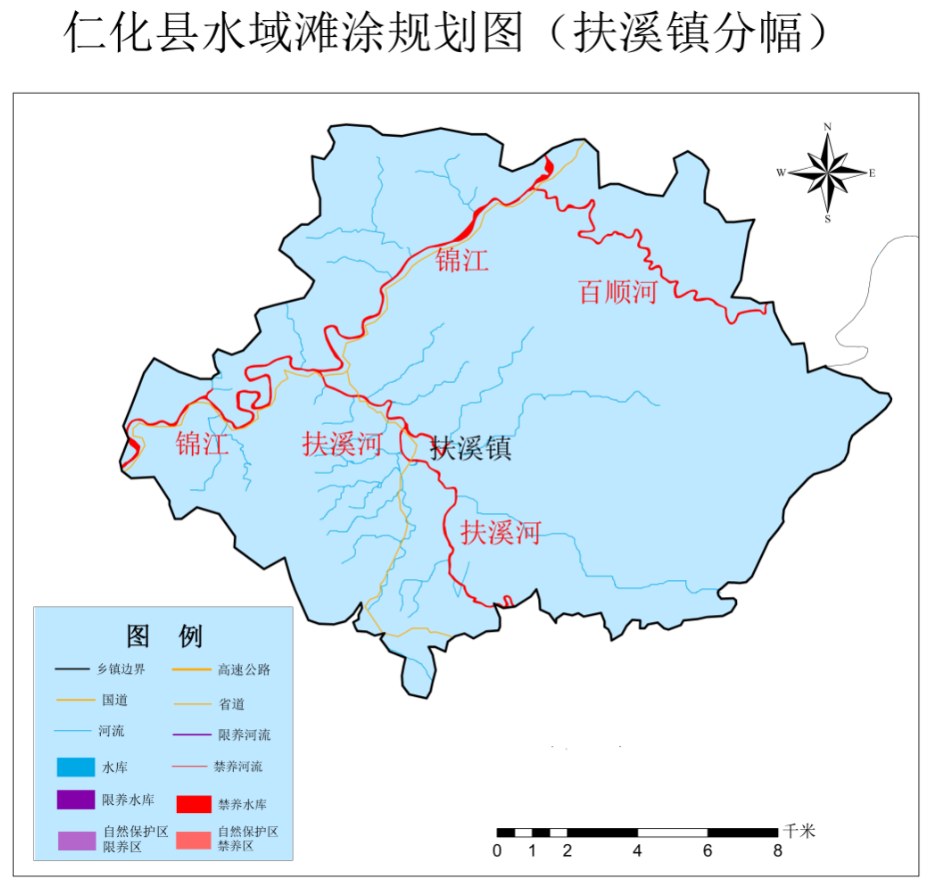 仁化县水域滩涂规划图（扶溪镇分幅）
N
W
E
S
锦江
百顺河
锦江
扶溪河
扶溪镇
扶溪河
图 例
乡镇边界
高速公路
国道
省道
河流
限养河流
水库
禁养河流
限养水库
禁养水库
自然保护区
限养区
自然保护区
禁养区
千米
0 1 2 4 6 8